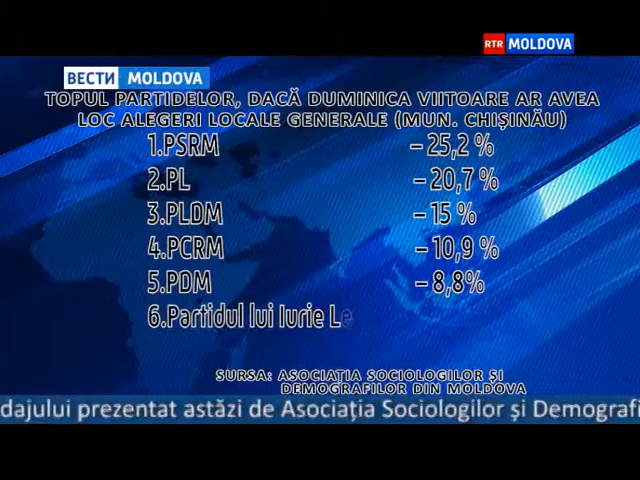 RTR MOLDOVA
ВЕСТИ MOLDOVA
TOPUL PARTIDELOR, DACĂ DUMINICA VIITOARE AR AVEA
LOC ALEGERI LOCALE GENERALE (MUN. CHIȘINĂU)
1.PSRM – 25,2 %
2.PL – 20,7 %
3.PLDM – 15 %
4.PCRM – 10,9 %
5.PDM – 8,8%
6.Partidul lui Iurie Le
SURSA: ASOCIAȚIA SOCIOLOGILOR ȘI
DEMOGRAFILOR DIN MOLDOVA
dajului prezentat astăzi de Asociația Sociologilor și Demografi